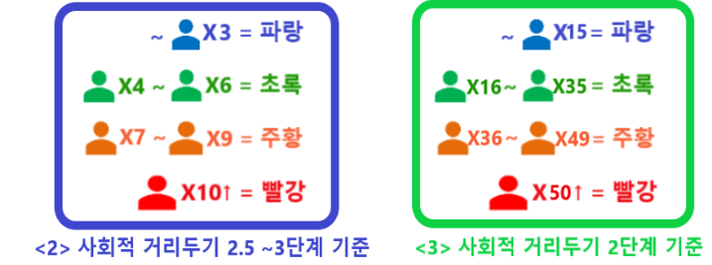 ~ X3 = 파랑
X4 ~ X6 = 초록
X7 ~ X9 = 주황
X10↑ = 빨강
<2> 사회적 거리두기 2.5 ~3단계 기준
~ X15 = 파랑
X16~ X35 = 초록
X36~ X49= 주황
X50↑ = 빨강
<3> 사회적 거리두기 2단계 기준